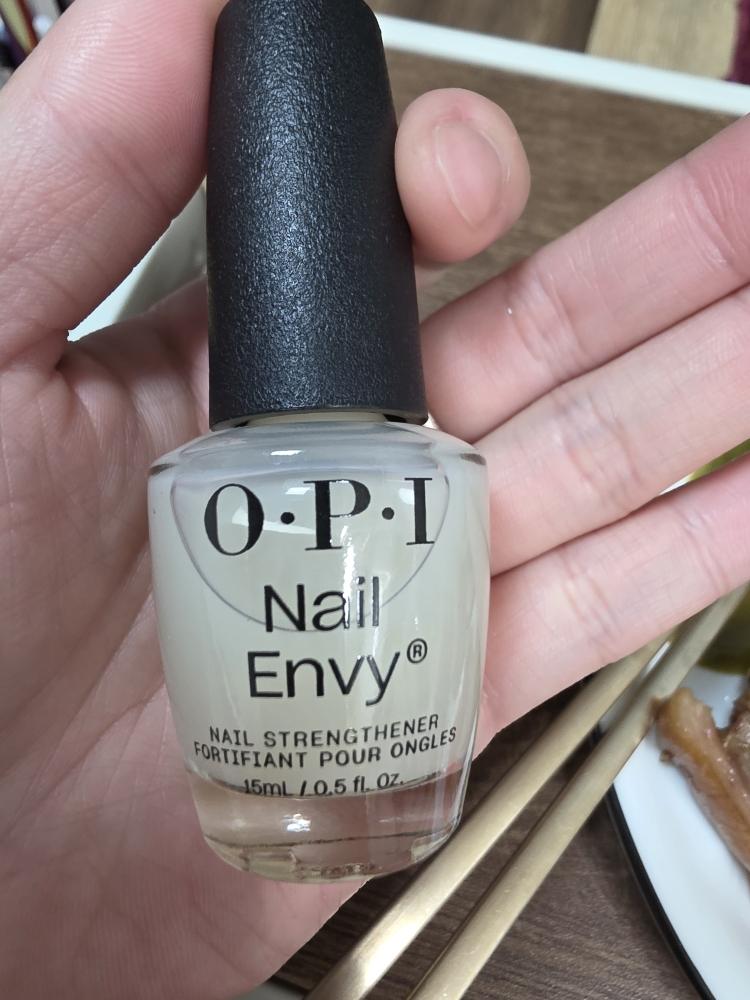 O·P·I
Nail
Envy®
NAIL STRENGTHENER
FORTIFIANT POUR ONGLES
15mL / 0.5 fl. oz.